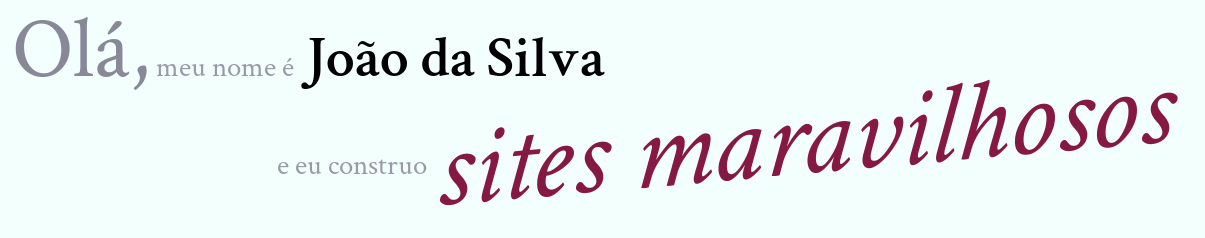 Olá, meu nome é João da Silva
e eu construo sites maravilhosos